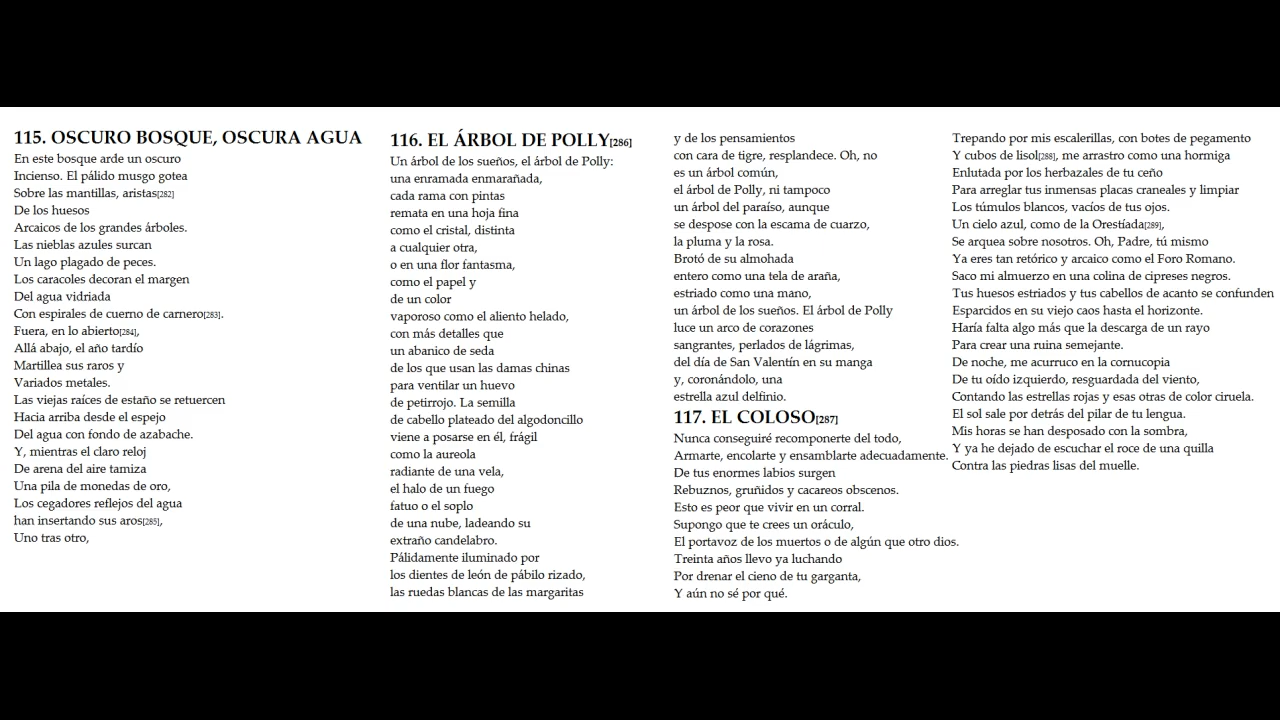 115. OSCURO BOSQUE, OSCURA AGUA
En este bosque arde un oscuro
Incienso. El pálido musgo gotea
Sobre las mantillas, aristas[282]
De los huesos
Arcaicos de los grandes árboles.
Las nieblas azules surcan
Un lago plagado de peces.
Los caracoles decoran el margen
Del agua vidriada
Con espirales de cuerno de carnero[283].
Fuera, en lo abierto[284],
Allá abajo, el año tardío
Martillea sus raros y
Variados metales.
Las viejas raíces de estaño se retuercen
Hacia arriba desde el espejo
Del agua con fondo de azabache.
Y, mientras el claro reloj
De arena del aire tamiza
Una pila de monedas de oro,
Los cegadores reflejos del agua
han insertando sus aros[285],
Uno tras otro,
116. EL ÁRBOL DE POLLY[286]
Un árbol de los sueños, el árbol de Polly:
una enramada enmarañada,
cada rama con pintas
remata en una hoja fina
como el cristal, distinta
a cualquier otra,
o en una flor fantasma,
como el papel y
de un color
vaporoso como el aliento helado,
con más detalles que
un abanico de seda
de los que usan las damas chinas
para ventilar un huevo
de petirrojo. La semilla
de cabello plateado del algodoncillo
viene a posarse en él, frágil
como la aureola
radiante de una vela,
el halo de un fuego
fatuo o el soplo
de una nube, ladeando su
extraño candelabro.
Pálidamente iluminado por
los dientes de león de pábilo rizado,
las ruedas blancas de las margaritas
y de los pensamientos
con cara de tigre, resplandece. Oh, no
es un árbol común,
el árbol de Polly, ni tampoco
un árbol del paraíso, aunque
se despose con la escama de cuarzo,
la pluma y la rosa.
Brotó de su almohada
entero como una tela de araña,
estriado como una mano,
un árbol de los sueños. El árbol de Polly
luce un arco de corazones
sangrantes, perlados de lágrimas,
del día de San Valentín en su manga
y, coronándolo, una
estrella azul delfinio.
117. EL COLOSO[287]
Nunca conseguiré recomponerte del todo,
Armarte, encolarte y ensamblarte adecuadamente.
De tus enormes labios surgen
Rebuznos, gruñidos y cacareos obscenos.
Esto es peor que vivir en un corral.
Supongo que te crees un oráculo,
El portavoz de los muertos o de algún que otro dios.
Treinta años llevo ya luchando
Por drenar el cieno de tu garganta,
Y aún no sé por qué.
Trepando por mis escalerillas, con botes de pegamento
Y cubos de lisol[288], me arrastro como una hormiga
Enlutada por los herbazales de tu ceño
Para arreglar tus inmensas placas craneales y limpiar
Los túmulos blancos, vacíos de tus ojos.
Un cielo azul, como de la Orestíada[289],
Se arquea sobre nosotros. Oh, Padre, tú mismo
Ya eres tan retórico y arcaico como el Foro Romano.
Saco mi almuerzo en una colina de cipreses negros.
Tus huesos estriados y tus cabellos de acanto se confunden
Esparcidos en su viejo caos hasta el horizonte.
Haría falta algo más que la descarga de un rayo
Para crear una ruina semejante.
De noche, me acurruco en la cornucopia
De tu oído izquierdo, resguardada del viento,
Contando las estrellas rojas y esas otras de color ciruela.
El sol sale por detrás del pilar de tu lengua.
Mis horas se han desposado con la sombra,
Y ya he dejado de escuchar el roce de una quilla
Contra las piedras lisas del muelle.